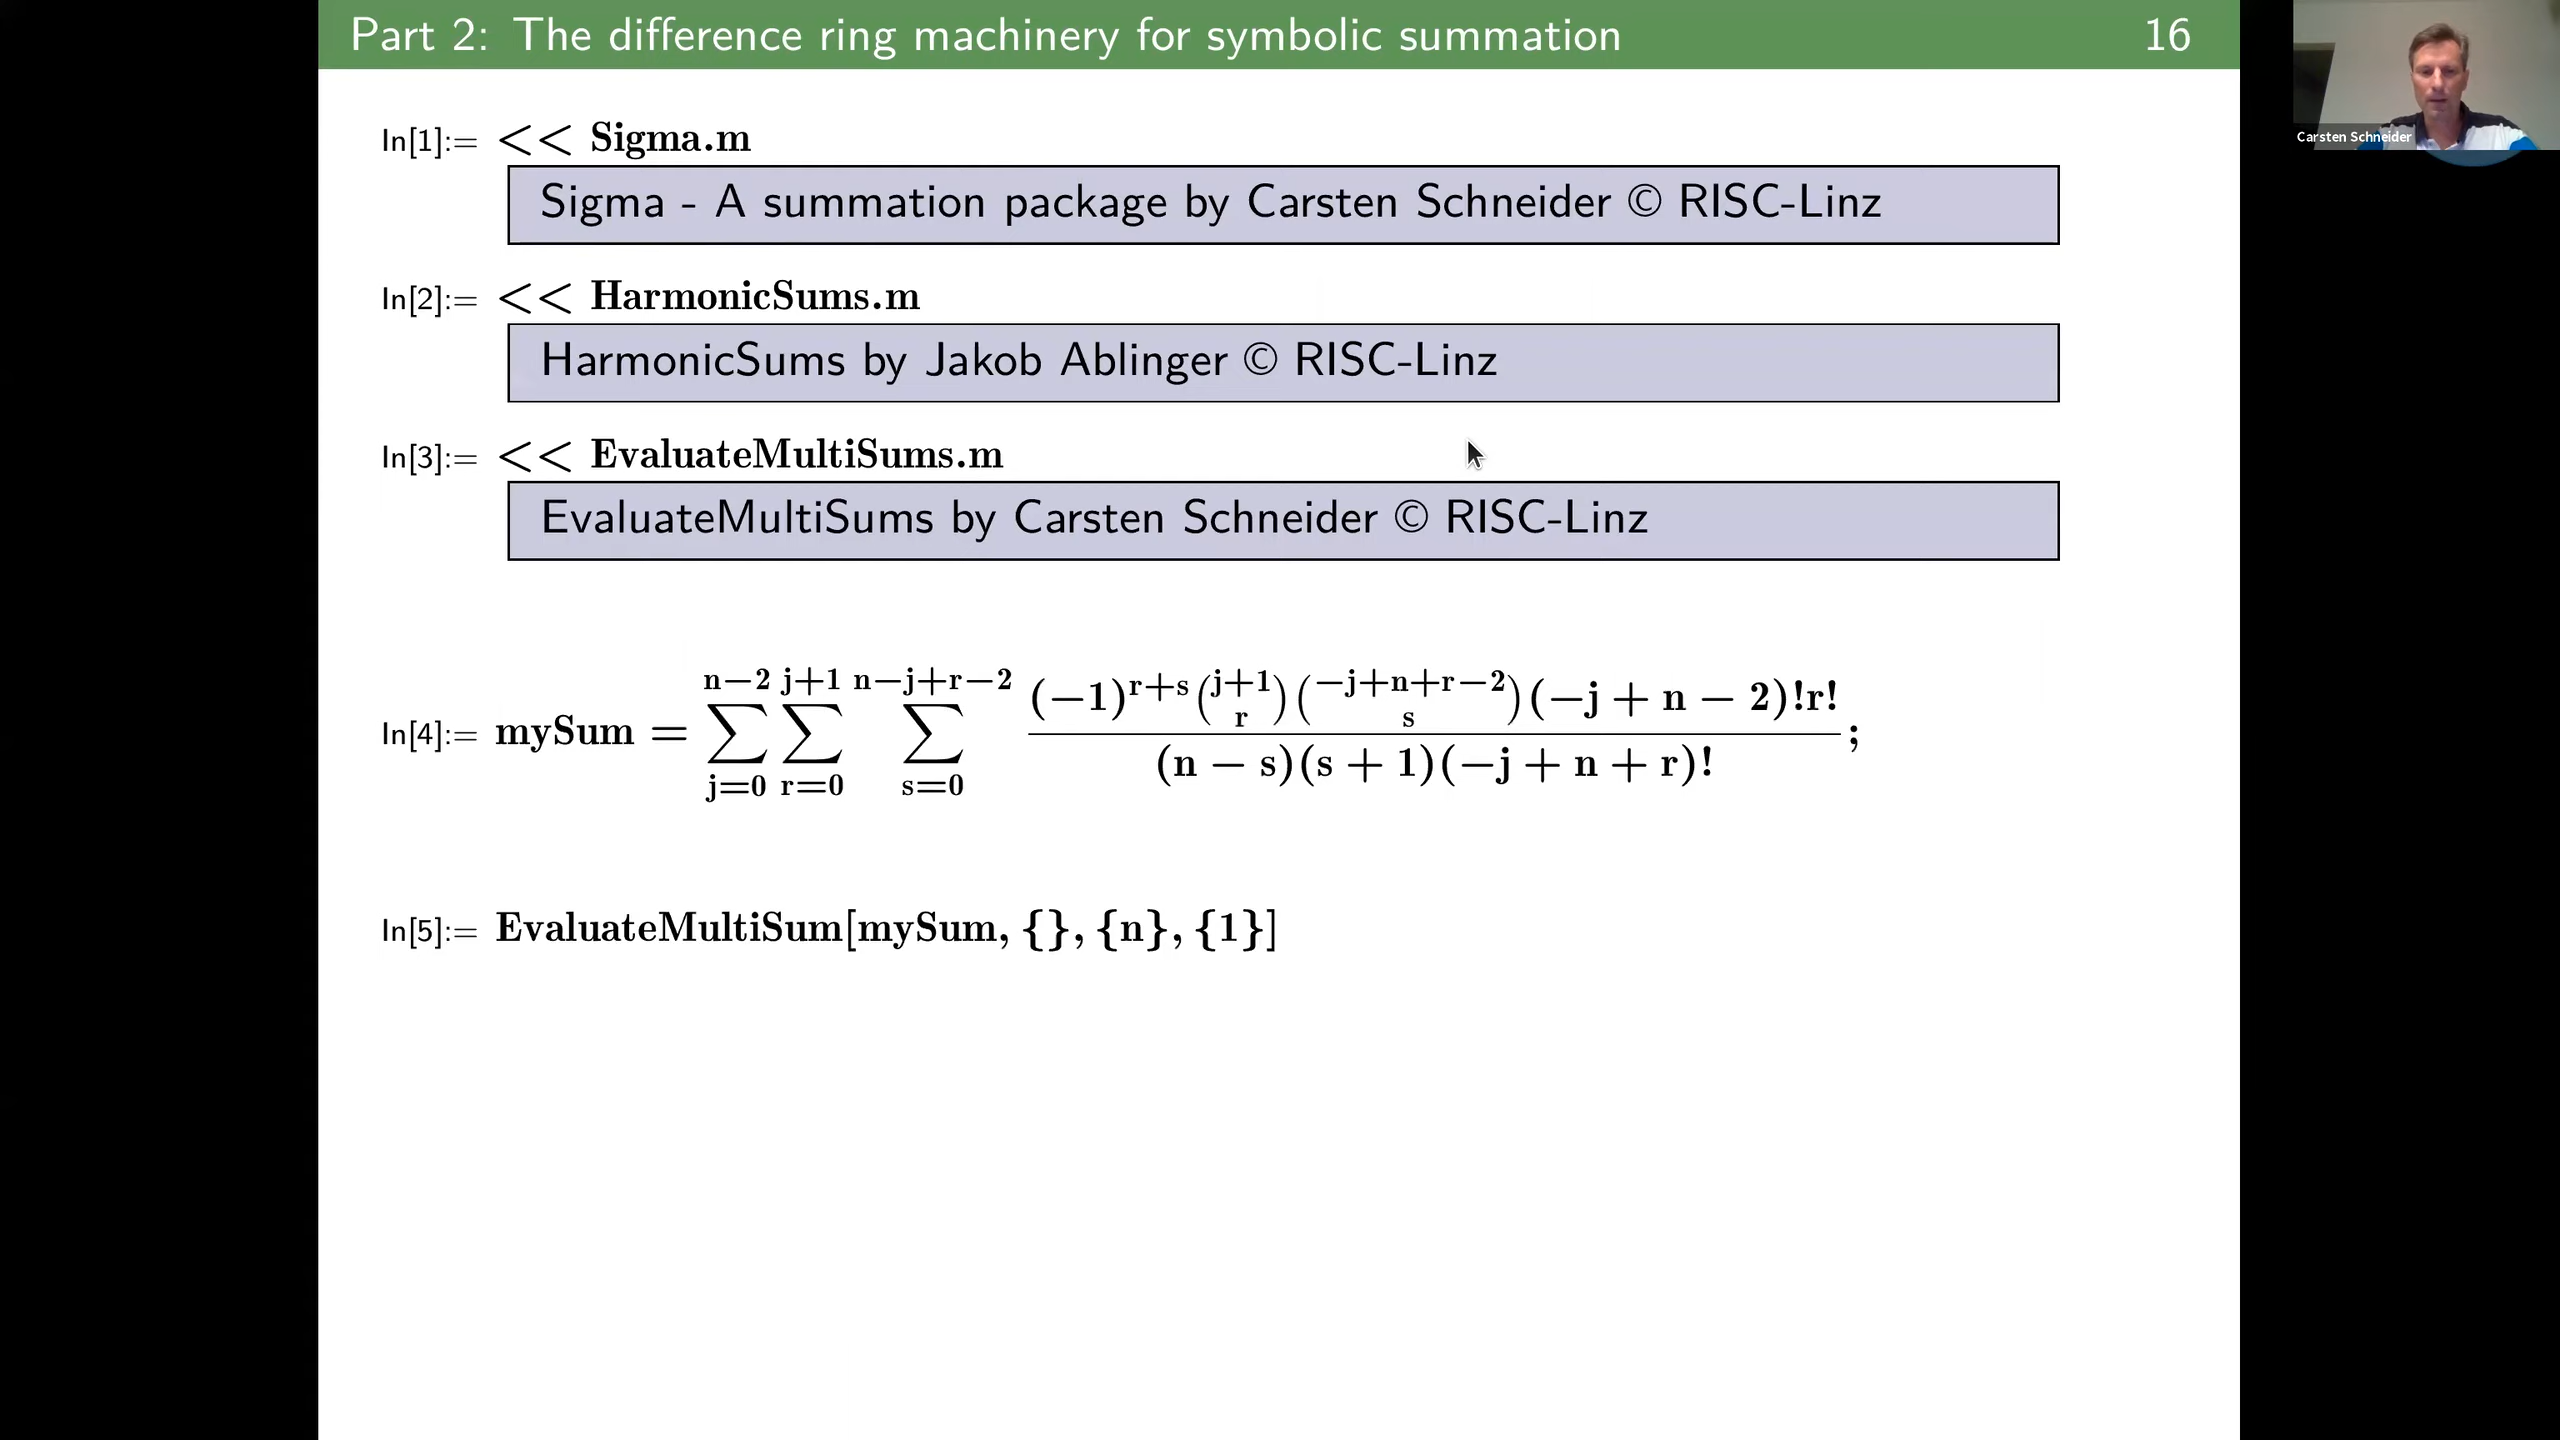 Part 2: The difference ring machinery for symbolic summation 16
Carsten Schneider
In[1]:= << Sigma.m
Sigma - A summation package by Carsten Schneider © RISC-Linz
In[2]:= << HarmonicSums.m
HarmonicSums by Jakob Ablinger © RISC-Linz
In[3]:= << EvaluateMultiSums.m
EvaluateMultiSums by Carsten Schneider © RISC-Linz
In[4]:= mySum = \sum_{j=0}^{n-2} \sum_{r=0}^{j+1} \sum_{s=0}^{n-j+r-2} \frac{(-1)^{r+s} \binom{j+1}{r} \binom{-j+n+r-2}{s} (-j+n-2)! r!}{(n-s)(s+1)(-j+n+r)!};
In[5]:= EvaluateMultiSum[mySum, {}, {n}, {1}]